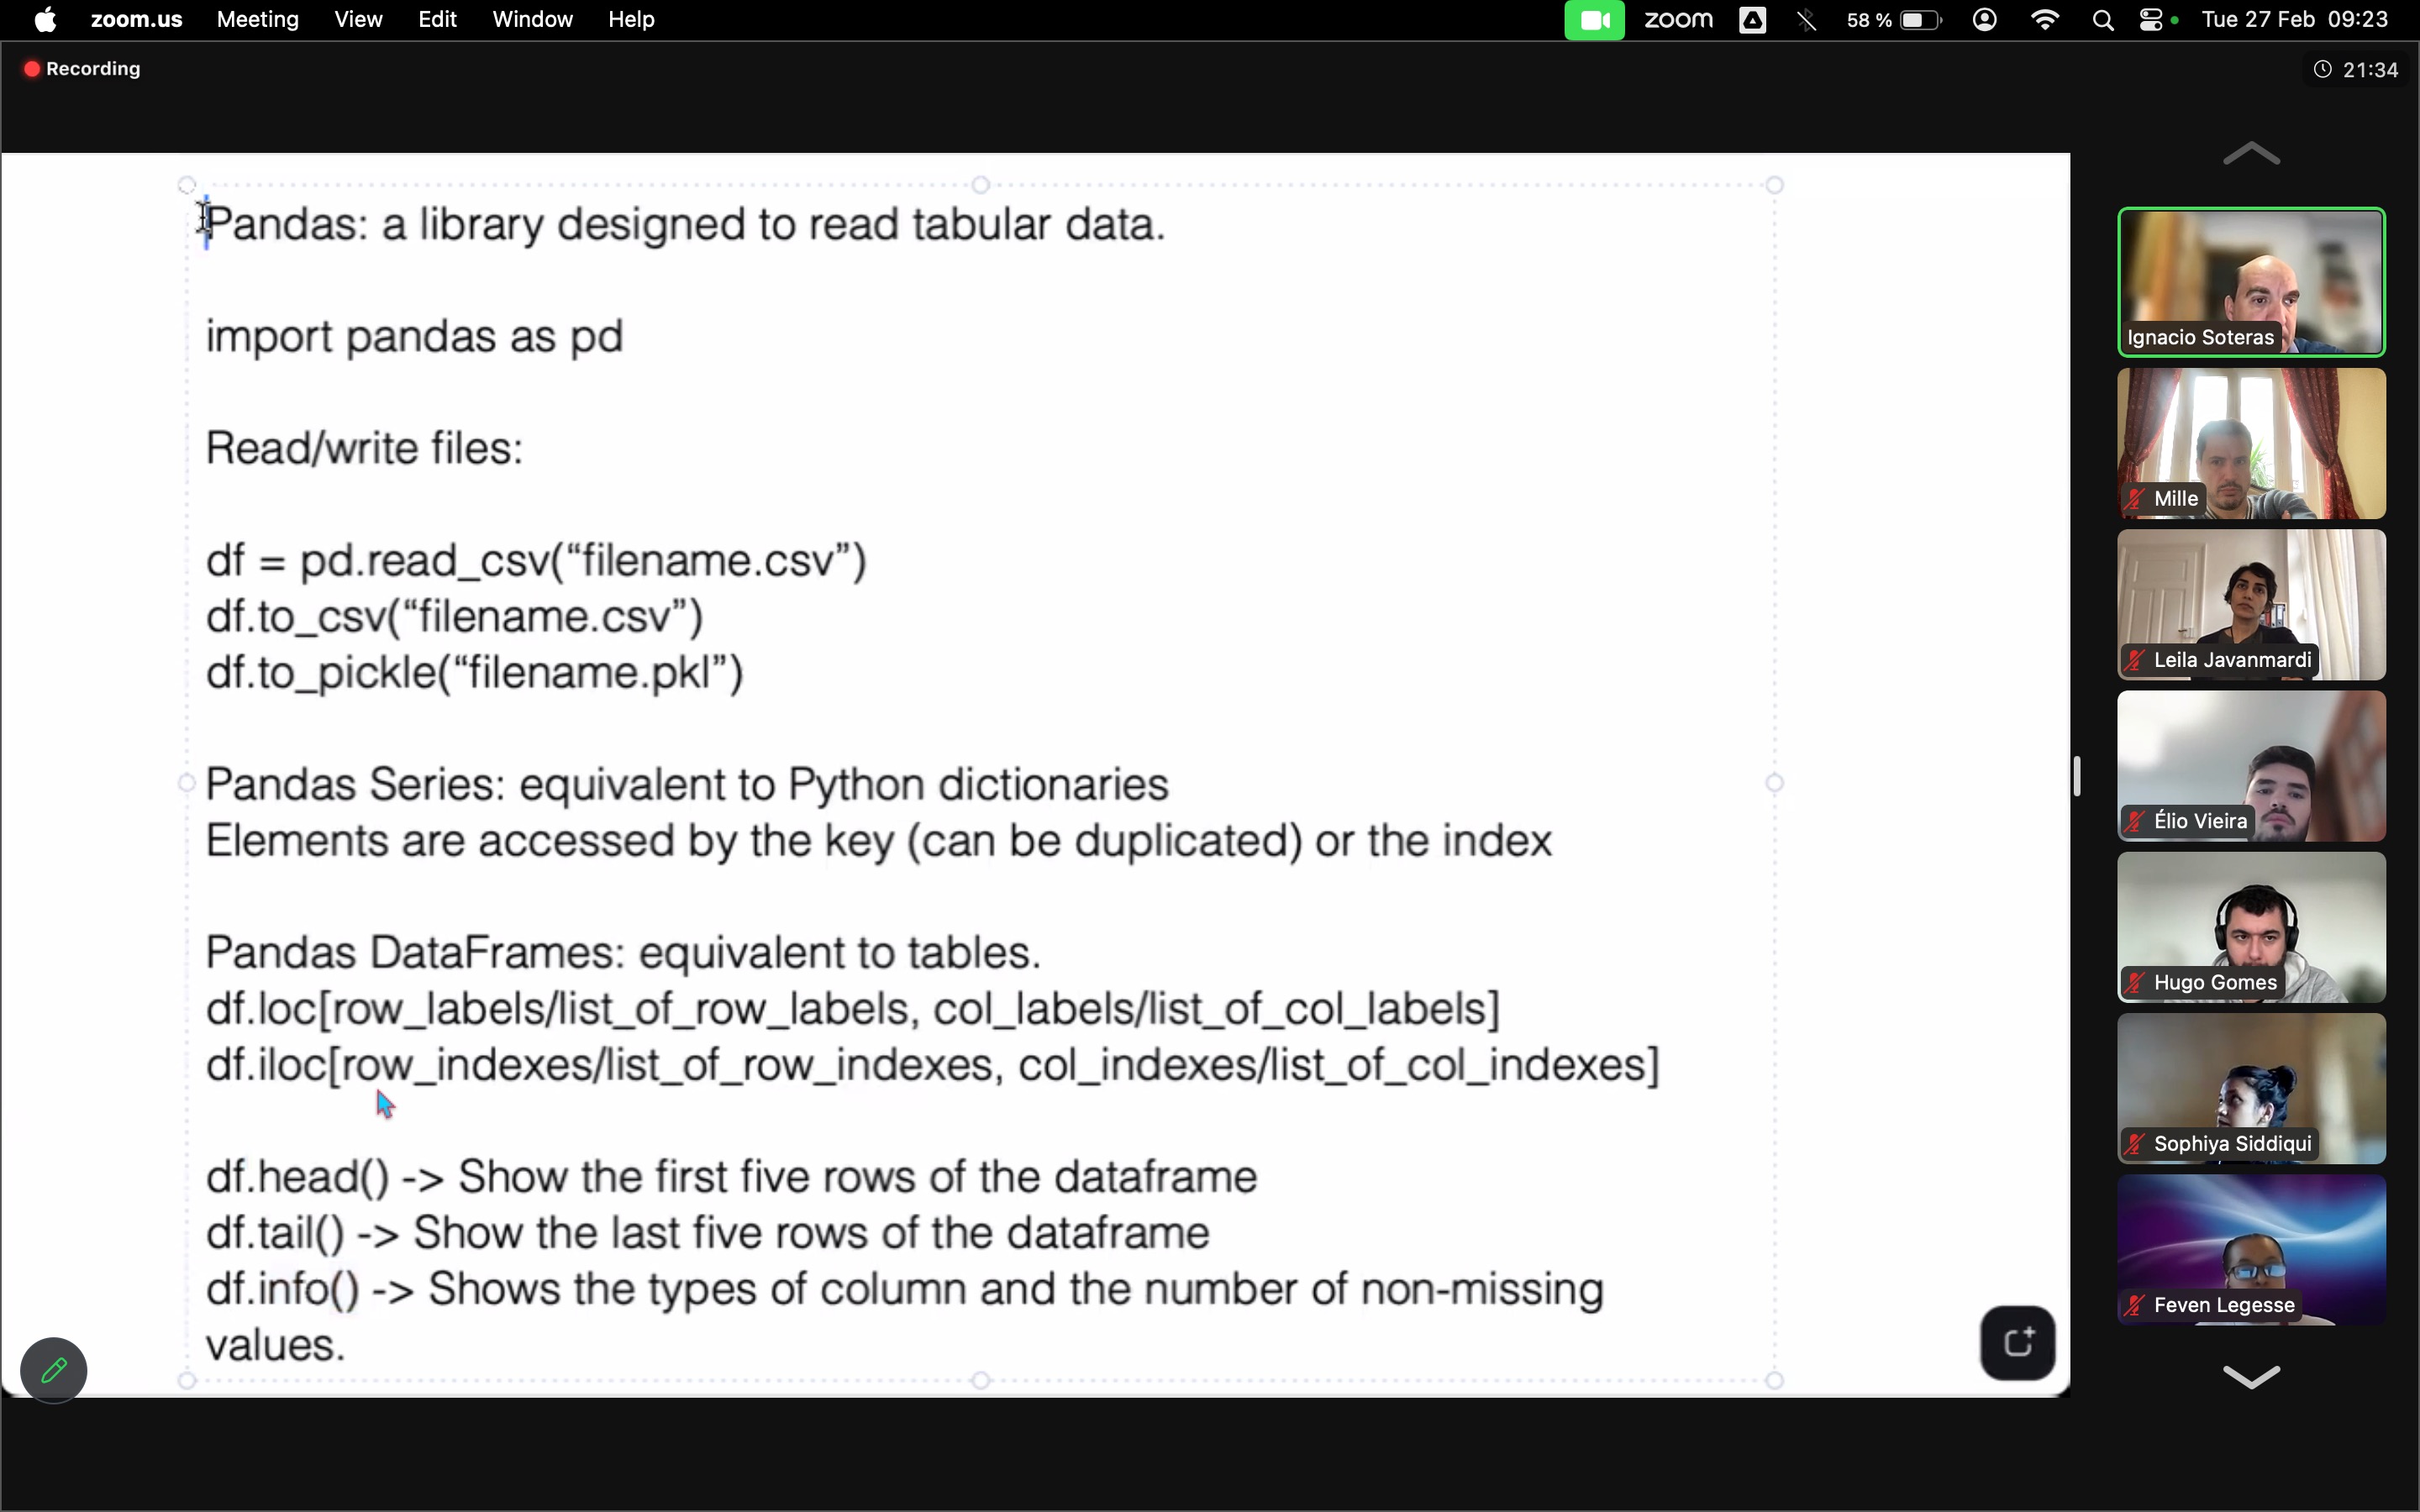 zoom.us Meeting View Edit Window Help zoom 58 % Tue 27 Feb 09:23
Recording
21:34
Pandas: a library designed to read tabular data.
import pandas as pd
Read/write files:
df = pd.read_csv(“filename.csv”)
df.to_csv(“filename.csv”)
df.to_pickle(“filename.pkl”)
Pandas Series: equivalent to Python dictionaries
Elements are accessed by the key (can be duplicated) or the index
Pandas DataFrames: equivalent to tables.
df.loc[row_labels/list_of_row_labels, col_labels/list_of_col_labels]
df.iloc[row_indexes/list_of_row_indexes, col_indexes/list_of_col_indexes]
df.head() -> Show the first five rows of the dataframe
df.tail() -> Show the last five rows of the dataframe
df.info() -> Shows the types of column and the number of non-missing
values.
Ignacio Soteras
Mille
Leila Javanmardi
Élio Vieira
Hugo Gomes
Sophiya Siddiqui
Feven Legesse